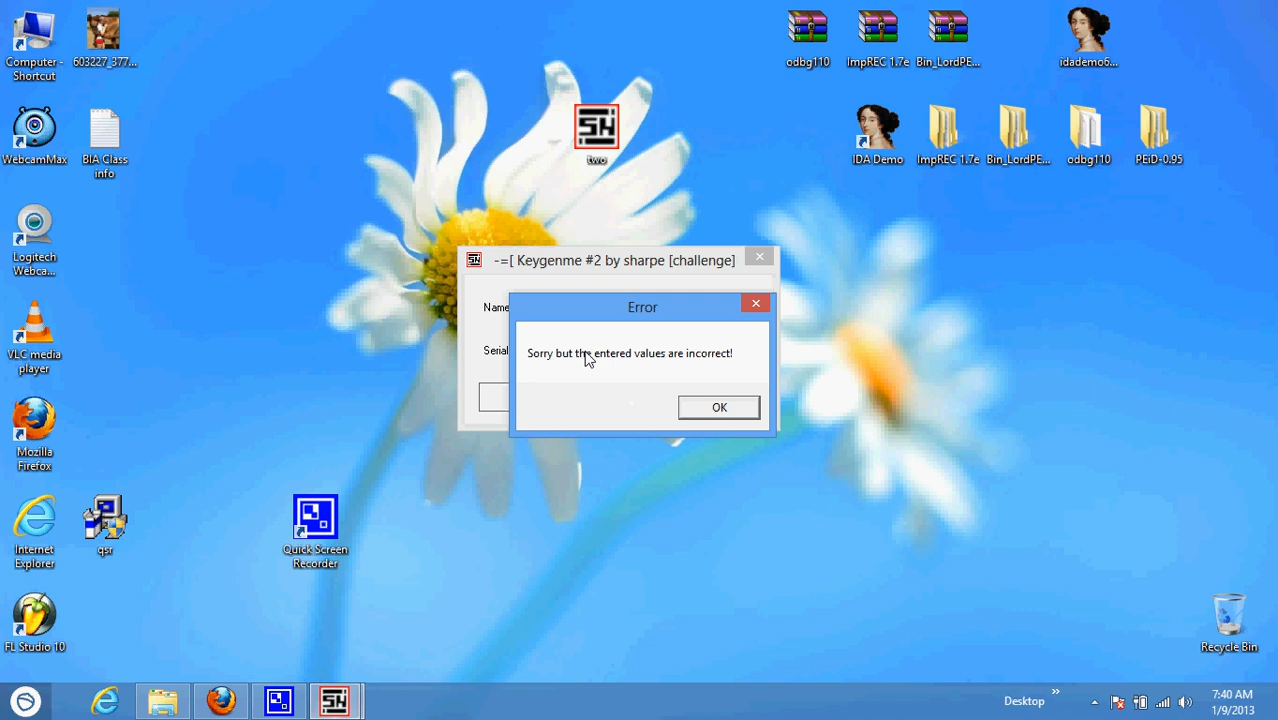 Computer -
Shortcut
603227_377...
odbg110
ImpREC 1.7e
Bin_LordPE...
idademo6...
WebcamMax
BIA Class
info
two
IDA Demo
ImpREC 1.7e
Bin_LordPE...
odbg110
PEiD-0.95
Logitech
Webca...
-=[ Keygenme #2 by sharpe [challenge]
Name
Error
Serial
Sorry but the entered values are incorrect!
OK
VLC media
player
Mozilla
Firefox
Internet
Explorer
qsr
Quick Screen
Recorder
FL Studio 10
Recycle Bin
Desktop
7:40 AM
1/9/2013